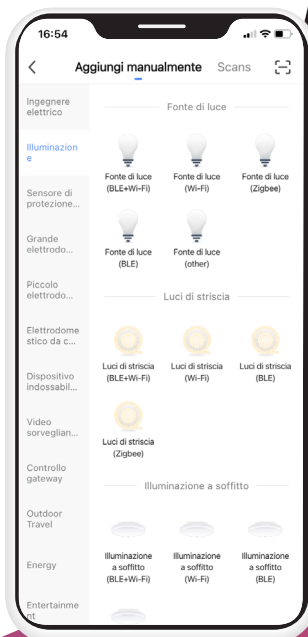 16:54
Aggiungi manualmente Scans
Ingegnere
elettrico
Illuminazion
e
Sensore di
protezione...
Grande
elettrodo...
Piccolo
elettrodo...
Elettrodome
stico da c...
Dispositivo
indossabil...
Video
sorveglian...
Controllo
gateway
Outdoor
Travel
Energy
Entertainme
nt
Fonte di luce
Fonte di luce
(BLE+Wi-Fi)
Fonte di luce
(Wi-Fi)
Fonte di luce
(Zigbee)
Fonte di luce
(BLE)
Fonte di luce
(other)
Luci di striscia
Luci di striscia
(BLE+Wi-Fi)
Luci di striscia
(Wi-Fi)
Luci di striscia
(BLE)
Luci di striscia
(Zigbee)
Illuminazione a soffitto
Illuminazione
a soffitto
(BLE+Wi-Fi)
Illuminazione
a soffitto
(Wi-Fi)
Illuminazione
a soffitto
(BLE)